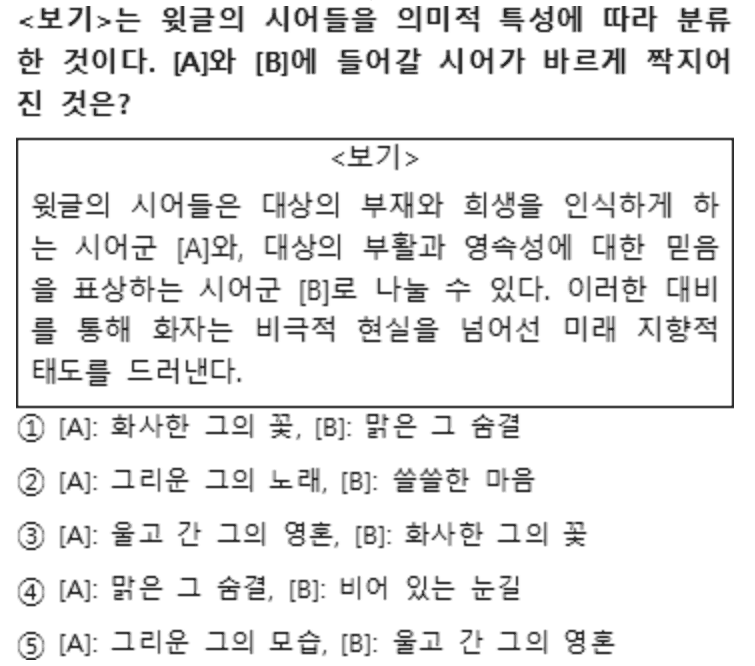 <보기>는 윗글의 시어들을 의미적 특성에 따라 분류
한 것이다. [A]와 [B]에 들어갈 시어가 바르게 짝지어
진 것은?
<보기>
윗글의 시어들은 대상의 부재와 희생을 인식하게 하
는 시어군 [A]와, 대상의 부활과 영속성에 대한 믿음
을 표상하는 시어군 [B]로 나눌 수 있다. 이러한 대비
를 통해 화자는 비극적 현실을 넘어선 미래 지향적
태도를 드러낸다.
① [A]: 화사한 그의 꽃, [B]: 맑은 그 숨결
② [A]: 그리운 그의 노래, [B]: 쓸쓸한 마음
③ [A]: 울고 간 그의 영혼, [B]: 화사한 그의 꽃
④ [A]: 맑은 그 숨결, [B]: 비어 있는 눈길
⑤ [A]: 그리운 그의 모습, [B]: 울고 간 그의 영혼